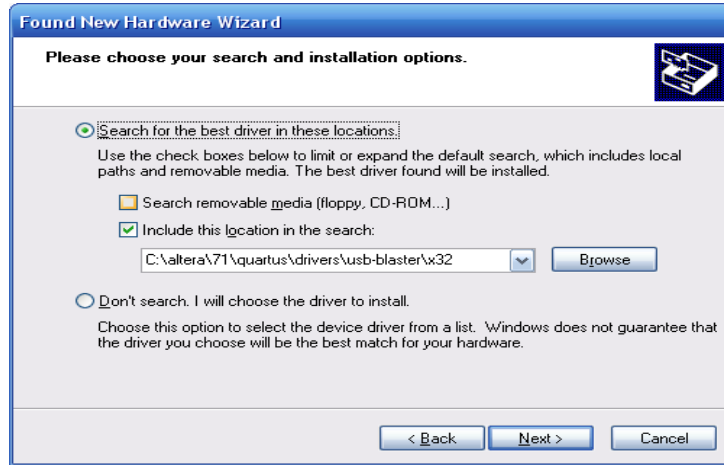 Found New Hardware Wizard
Please choose your search and installation options.
Search for the best driver in these locations.
Use the check boxes below to limit or expand the default search, which includes local
paths and removable media. The best driver found will be installed.
Search removable media (floppy, CD-ROM...)
Include this location in the search:
C:\altera\71\quartus\drivers\usb-blaster\x32
Browse
Don't search. I will choose the driver to install.
Choose this option to select the device driver from a list. Windows does not guarantee that
the driver you choose will be the best match for your hardware.
< Back Next > Cancel